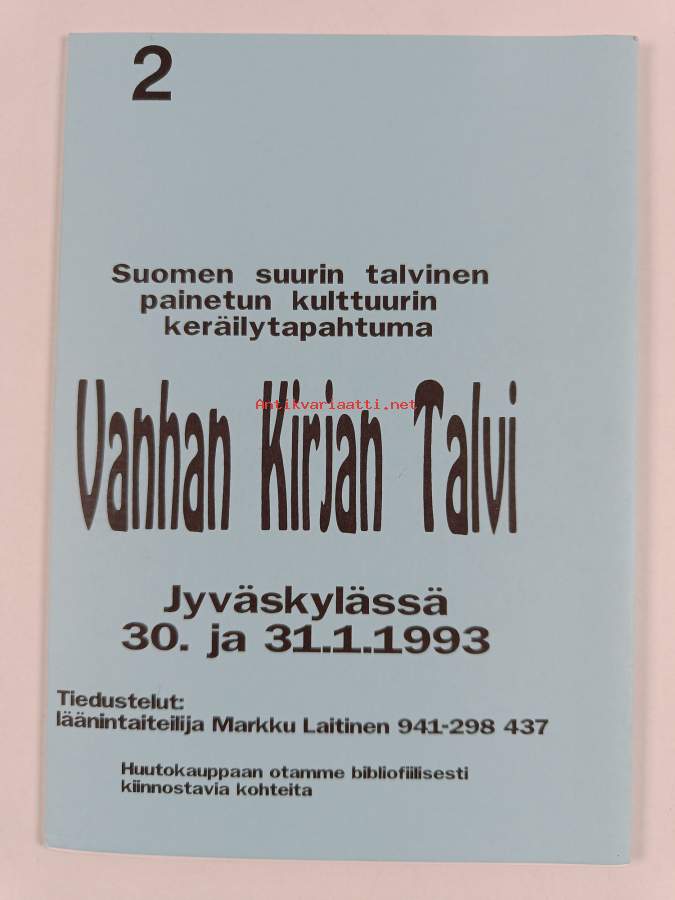 2
Suomen suurin talvinen
painetun kulttuurin
keräilytapahtuma
Antikvariaatti.net
Vanhan Kirjan Talvi
Jyväskylässä
30. ja 31.1.1993
Tiedustelut:
läänintaiteilija Markku Laitinen 941-298 437
Huutokauppaan otamme bibliofiilisesti
kiinnostavia kohteita